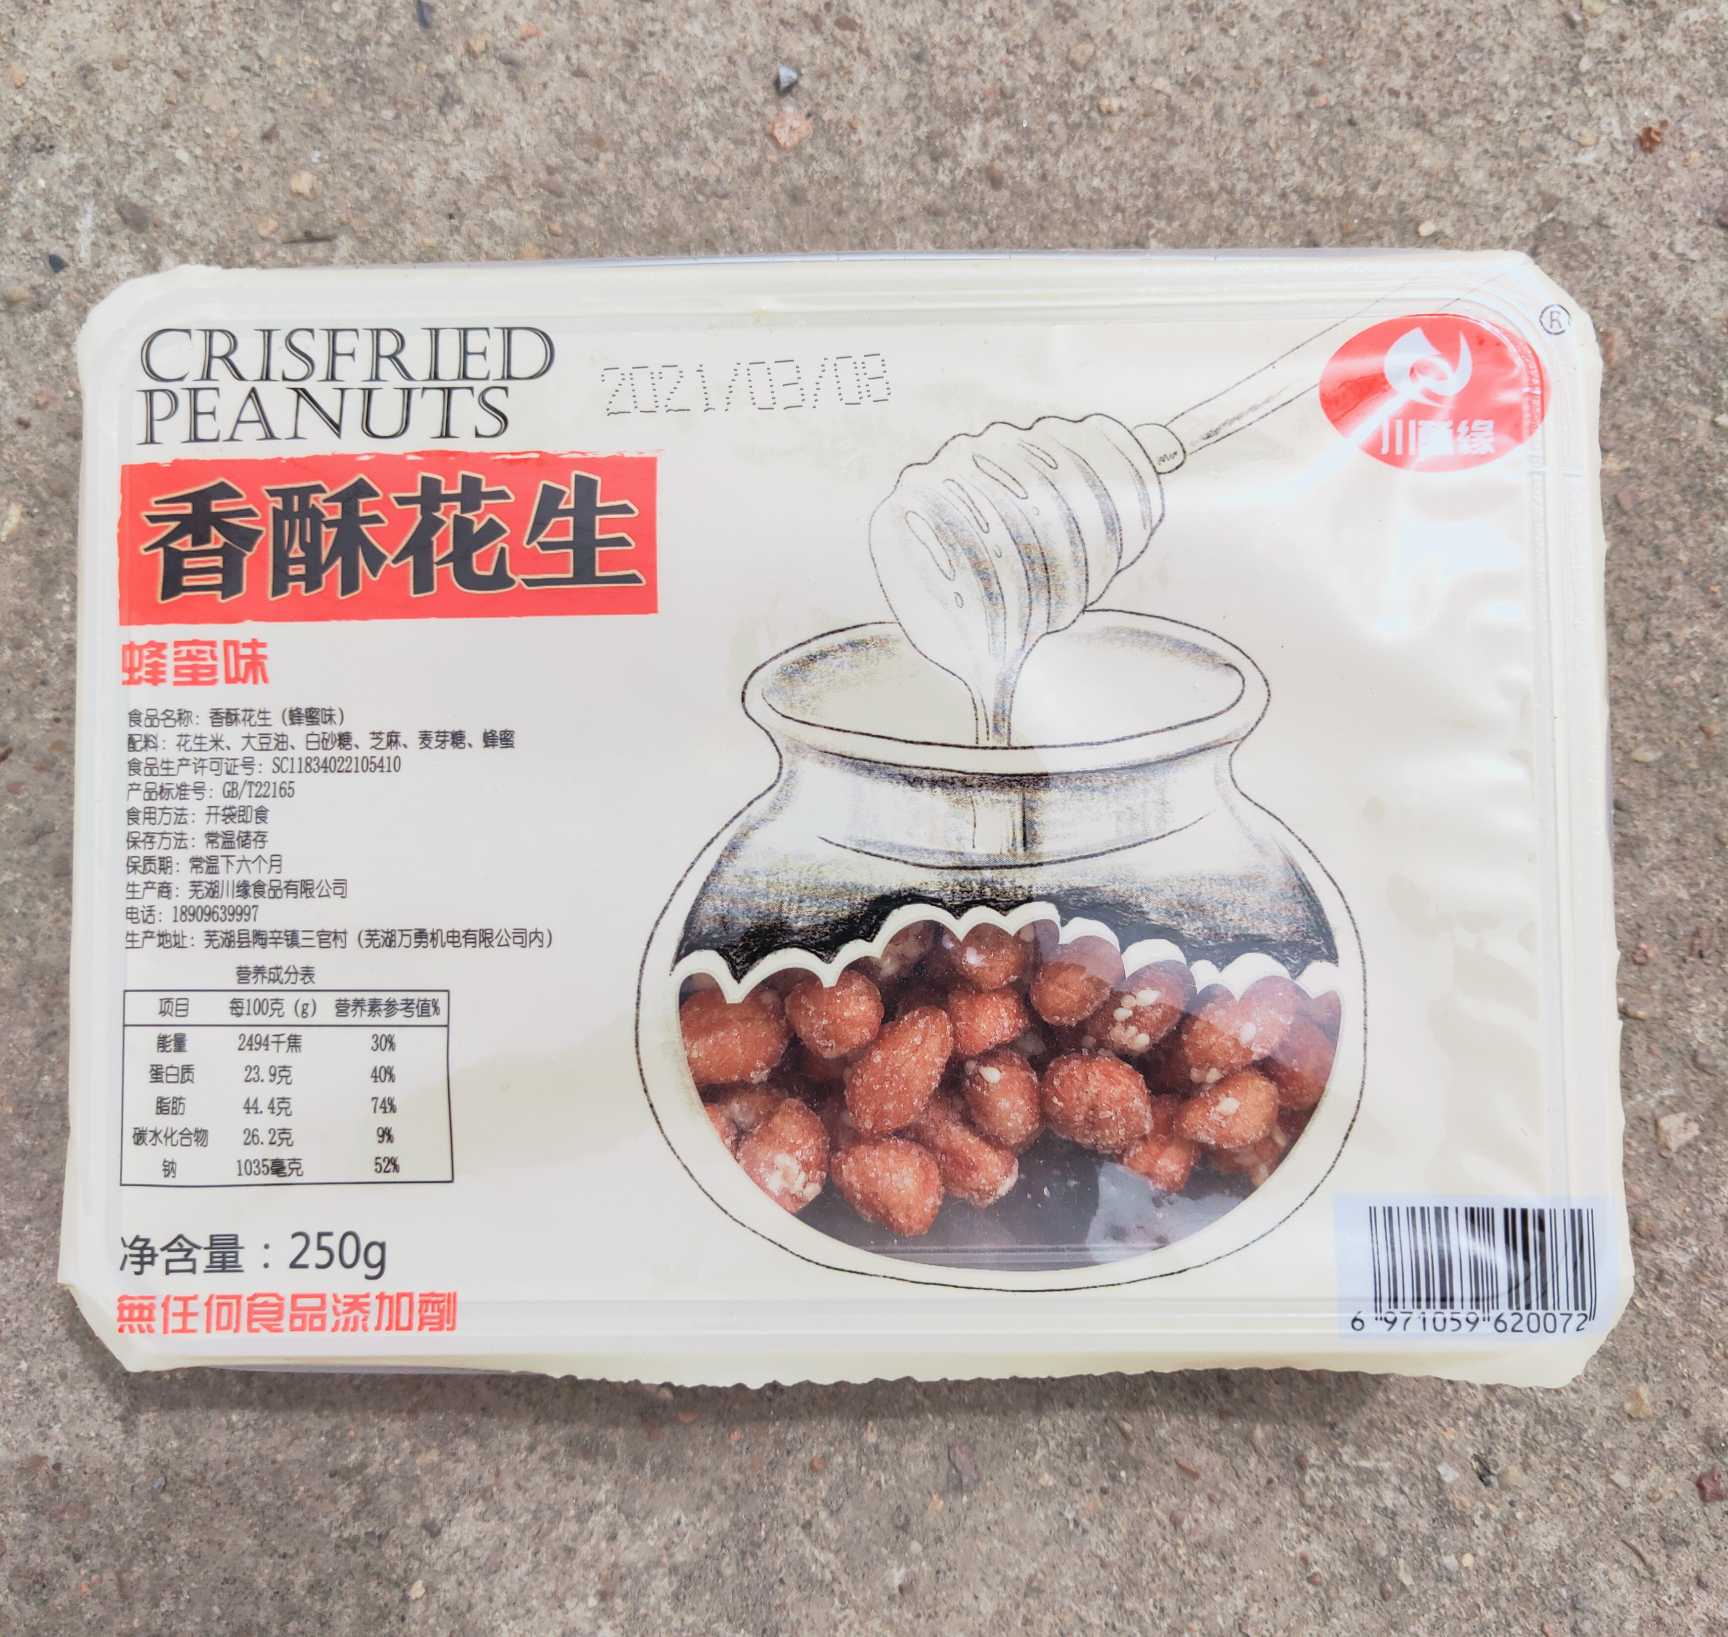 CRISFRIED
PEANUTS
2021/03/08
®
香酥花生
蜂蜜味
食品名称：香酥花生（蜂蜜味）
配料：花生米、大豆油、白砂糖、芝麻、麦芽糖、蜂蜜
食品生产许可证号：SC11834022105410
产品标准号：GB/T22165
食用方法：开袋即食
保存方法：常温储存
保质期：常温下六个月
生产商：芜湖川缘食品有限公司
电话：18909639997
生产地址：芜湖县陶辛镇三官村（芜湖万勇机电有限公司内）
营养成分表
项目 每100克（g） 营养素参考值%
能量 2494千焦 30%
蛋白质 23.9克 40%
脂肪 44.4克 74%
碳水化合物 26.2克 9%
钠 1035毫克 52%
净含量：250g
無任何食品添加劑
6 971059 620072